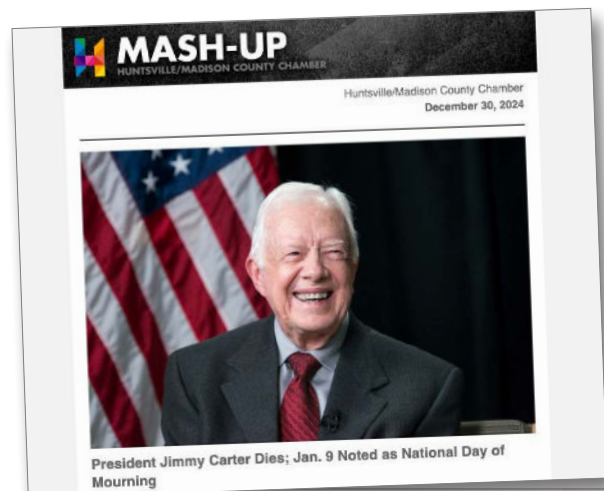 MASH-UP
HUNTSVILLE/MADISON COUNTY CHAMBER
Huntsville/Madison County Chamber
December 30, 2024
President Jimmy Carter Dies; Jan. 9 Noted as National Day of
Mourning